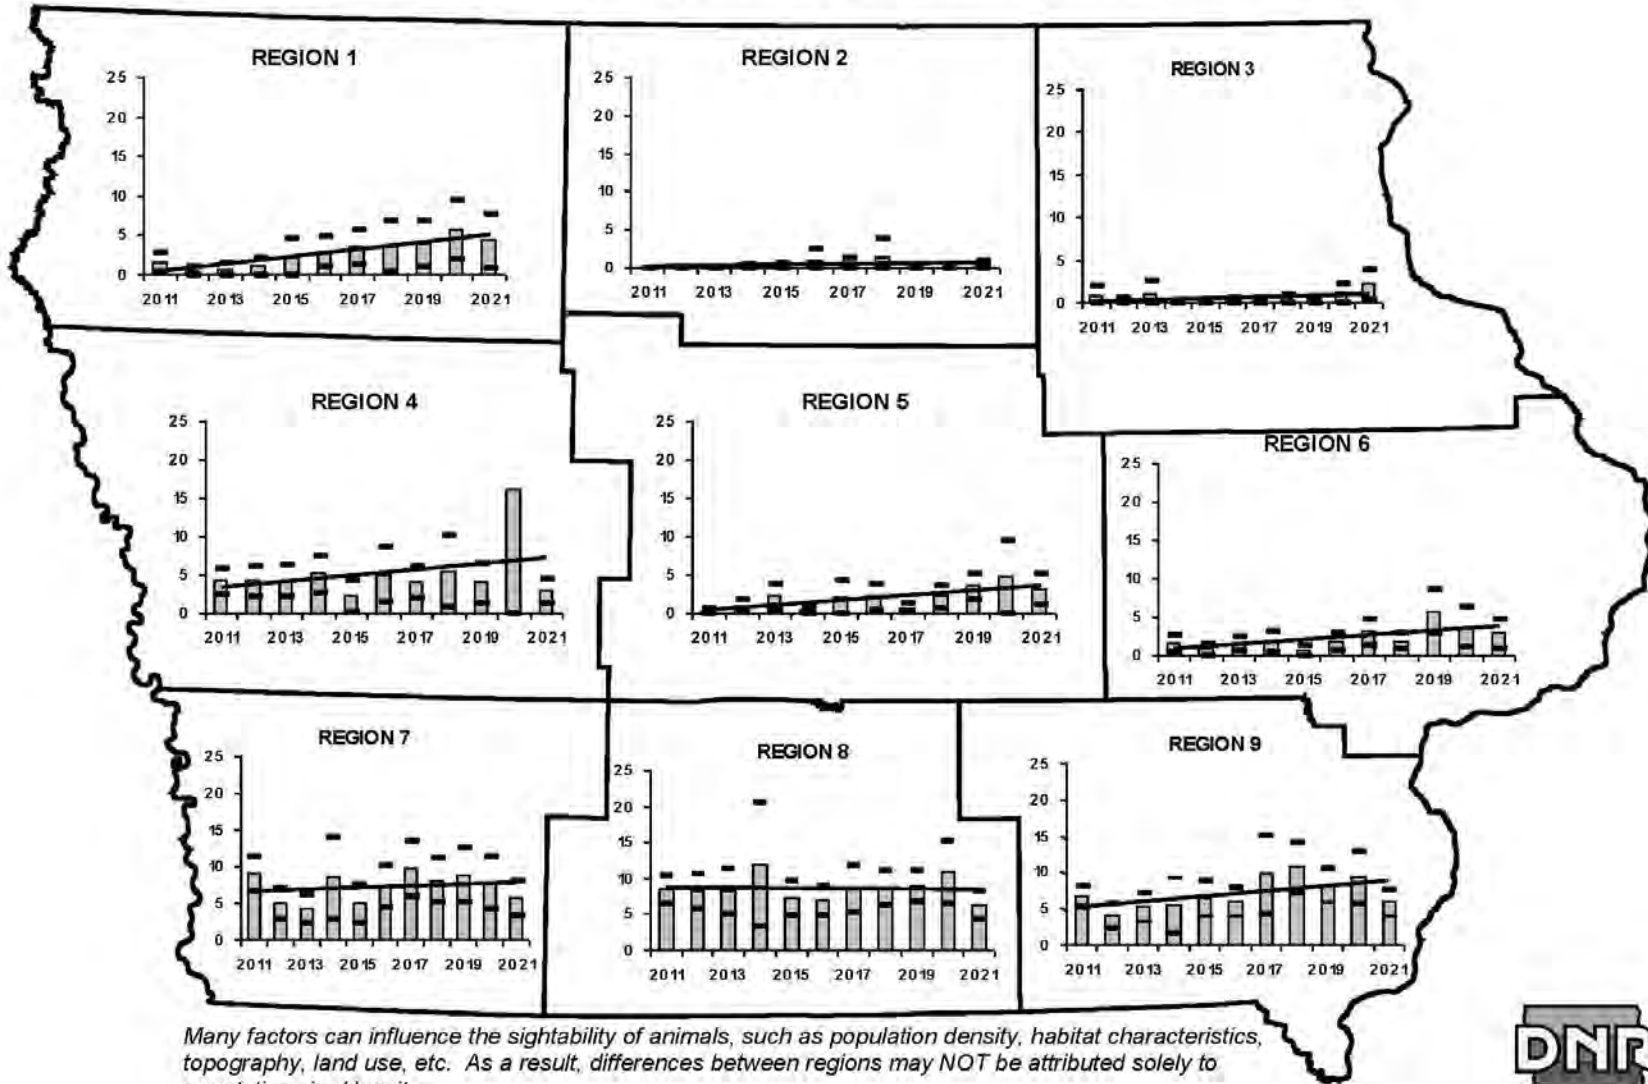 REGION 1
25
20
15
10
5
0
2011 2013 2015 2017 2019 2021
REGION 2
25
20
15
10
5
0
2011 2013 2015 2017 2019 2021
REGION 3
25
20
15
10
5
0
2011 2013 2015 2017 2019 2021
REGION 4
25
20
15
10
5
0
2011 2013 2015 2017 2019 2021
REGION 5
25
20
15
10
5
0
2011 2013 2015 2017 2019 2021
REGION 6
25
20
15
10
5
0
2011 2013 2015 2017 2019 2021
REGION 7
25
20
15
10
5
0
2011 2013 2015 2017 2019 2021
REGION 8
25
20
15
10
5
0
2011 2013 2015 2017 2019 2021
REGION 9
25
20
15
10
5
0
2011 2013 2015 2017 2019 2021
Many factors can influence the sightability of animals, such as population density, habitat characteristics,
topography, land use, etc. As a result, differences between regions may NOT be attributed solely to
DNR